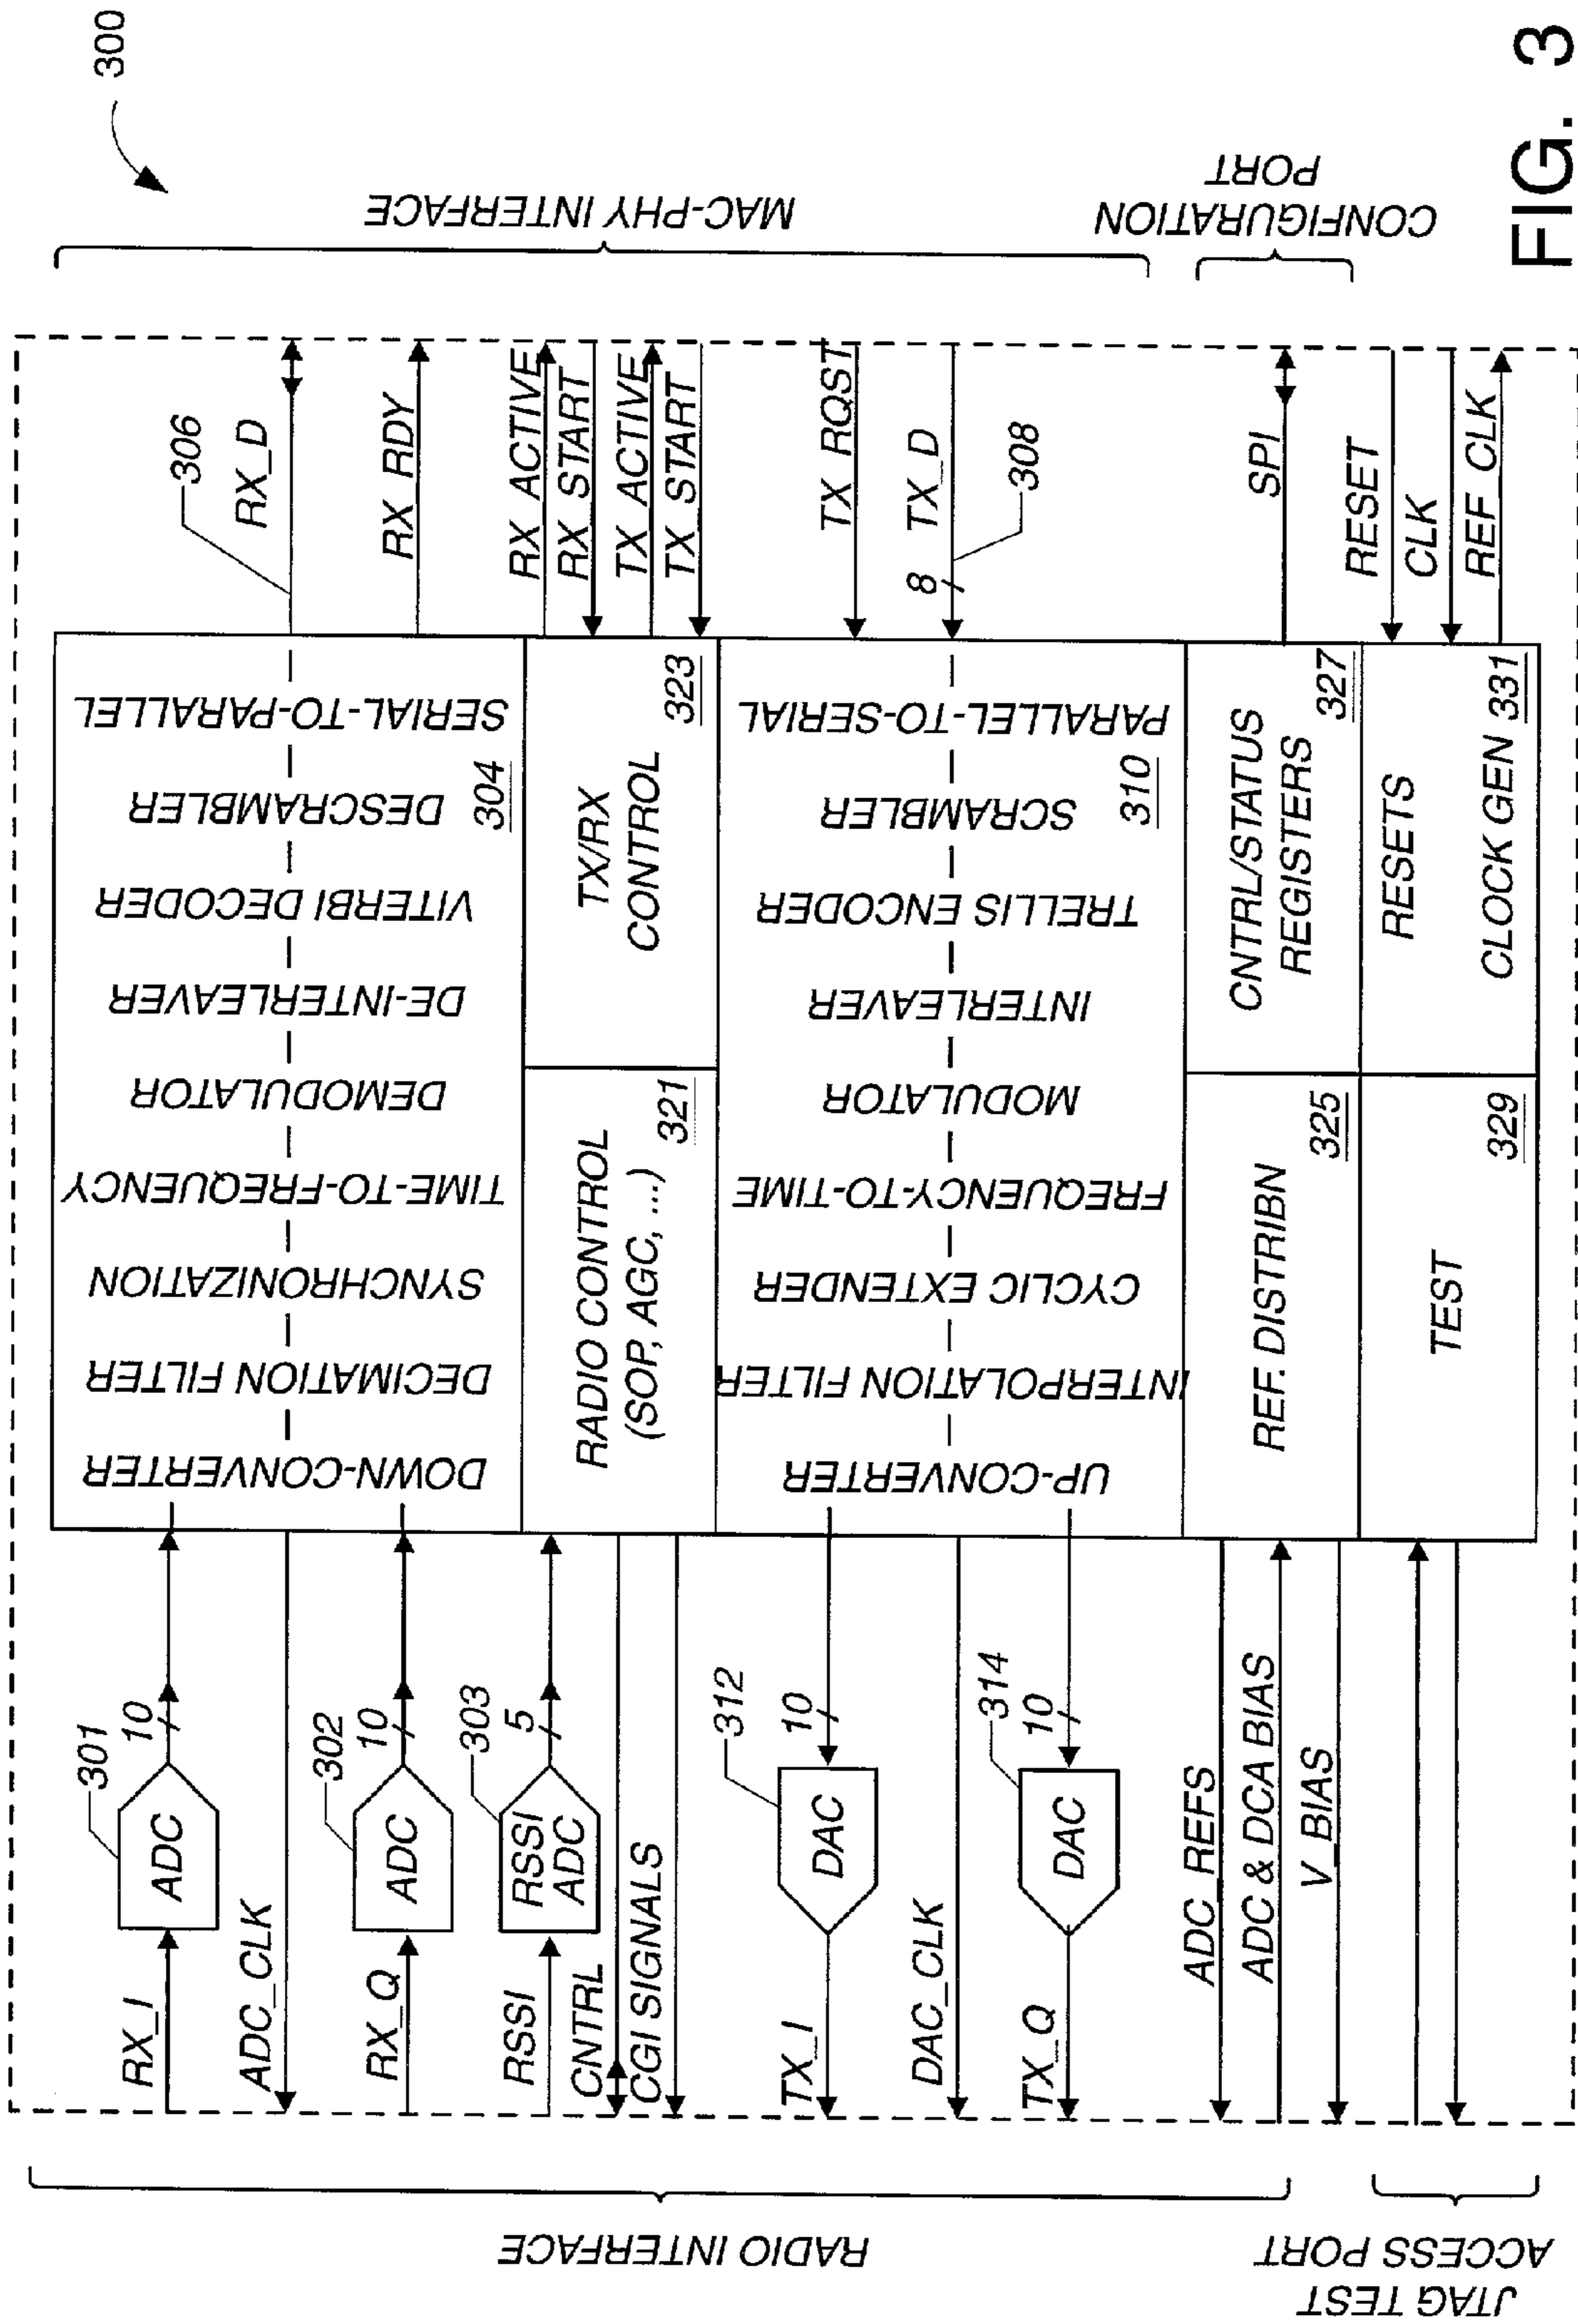 300
RADIO INTERFACE
JTAG TEST
ACCESS PORT
RX_I
301
ADC
10
ADC_CLK
RX_Q
302
ADC
10
RSSI
303
RSSI
ADC
5
CNTRL
CGI SIGNALS
TX_I
312
DAC
10
DAC_CLK
TX_Q
314
DAC
10
ADC_REFS
ADC & DCA BIAS
V_BIAS
DOWN-CONVERTER
DECIMATION FILTER
SYNCHRONIZATION
TIME-TO-FREQUENCY
DEMODULATOR
DE-INTERLEAVER
VITERBI DECODER
DESCRAMBLER
SERIAL-TO-PARALLEL
304
RADIO CONTROL
(SOP, AGC, ...)
321
TX/RX
CONTROL
323
UP-CONVERTER
INTERPOLATION FILTER
CYCLIC EXTENDER
FREQUENCY-TO-TIME
MODULATOR
INTERLEAVER
TRELLIS ENCODER
SCRAMBLER
PARALLEL-TO-SERIAL
310
REF. DISTRIBN
325
CNTRL/STATUS
REGISTERS
327
TEST
329
RESETS
CLOCK GEN 331
306
RX_D
RX_RDY
RX_ACTIVE
RX_START
TX_ACTIVE
TX_START
TX_RQST
8
TX_D
308
SPI
RESET
CLK
REF_CLK
MAC-PHY INTERFACE
CONFIGURATION
PORT
FIG. 3